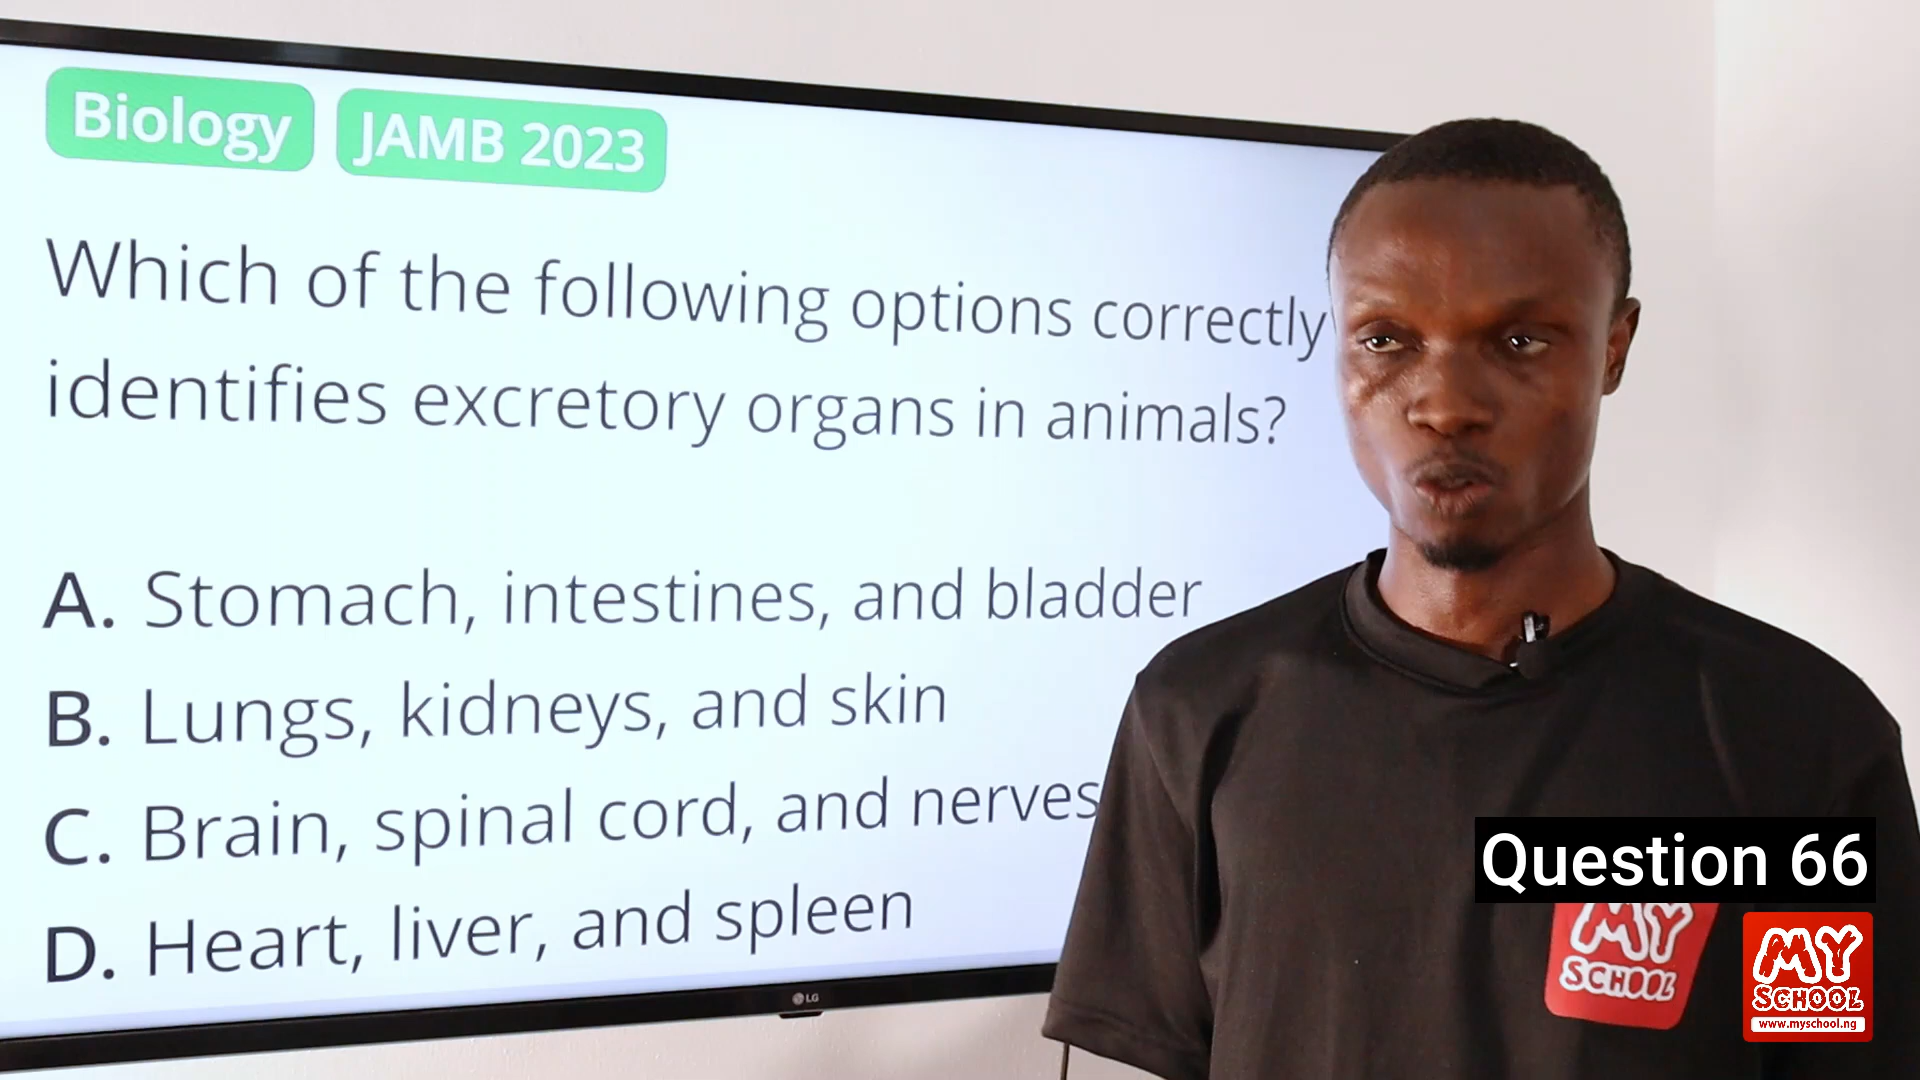 Biology JAMB 2023
Which of the following options correctly
identifies excretory organs in animals?
A. Stomach, intestines, and bladder
B. Lungs, kidneys, and skin
C. Brain, spinal cord, and nerves
D. Heart, liver, and spleen
LG
Question 66
MY
SCHOOL
MY
SCHOOL
www.myschool.ng